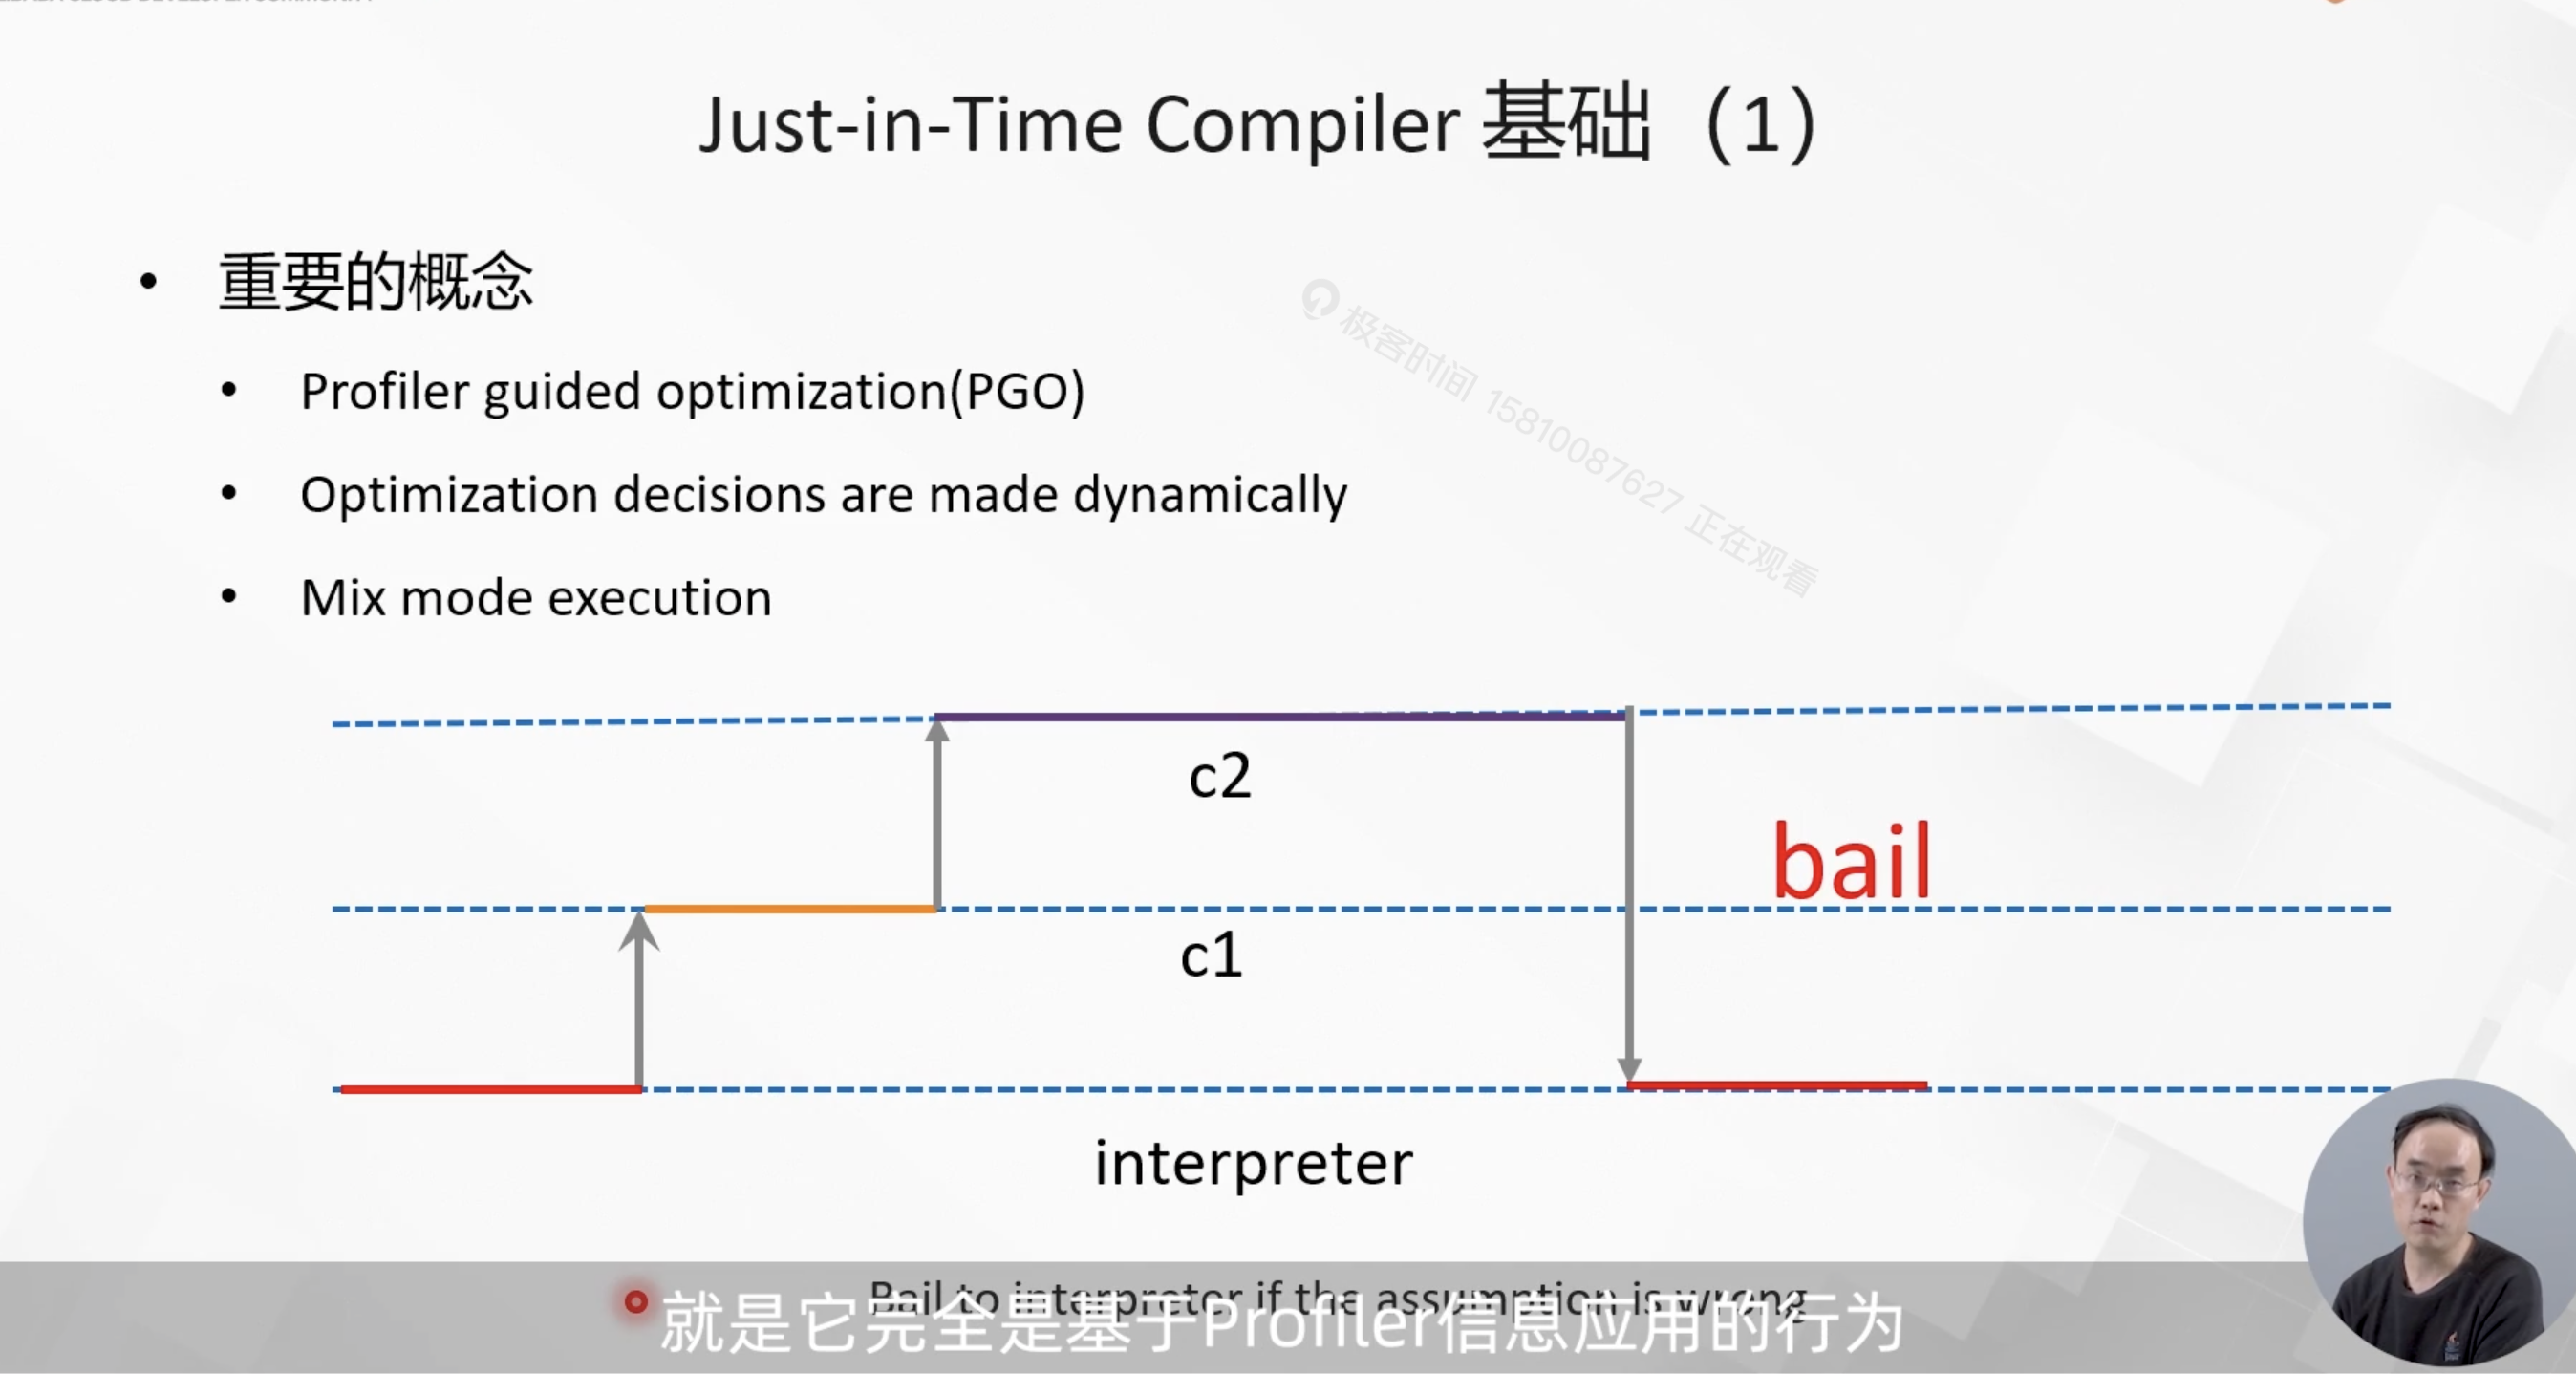 Just-in-Time Compiler 基础（1）
• 重要的概念
• Profiler guided optimization(PGO)
极客时间 15810087627 正在观看
• Optimization decisions are made dynamically
• Mix mode execution
c2
bail
c1
interpreter
Bail to interpreter if the assumption is wrong
就是它完全是基于Profiler信息应用的行为